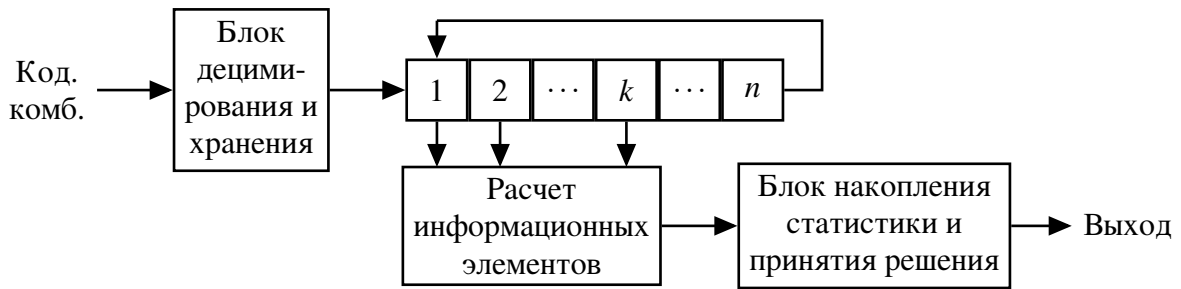 Код.
комб.
Блок
децими-
рования и
хранения
1 2 ··· k ··· n
Расчет
информационных
элементов
Блок накопления
статистики и
принятия решения
Выход